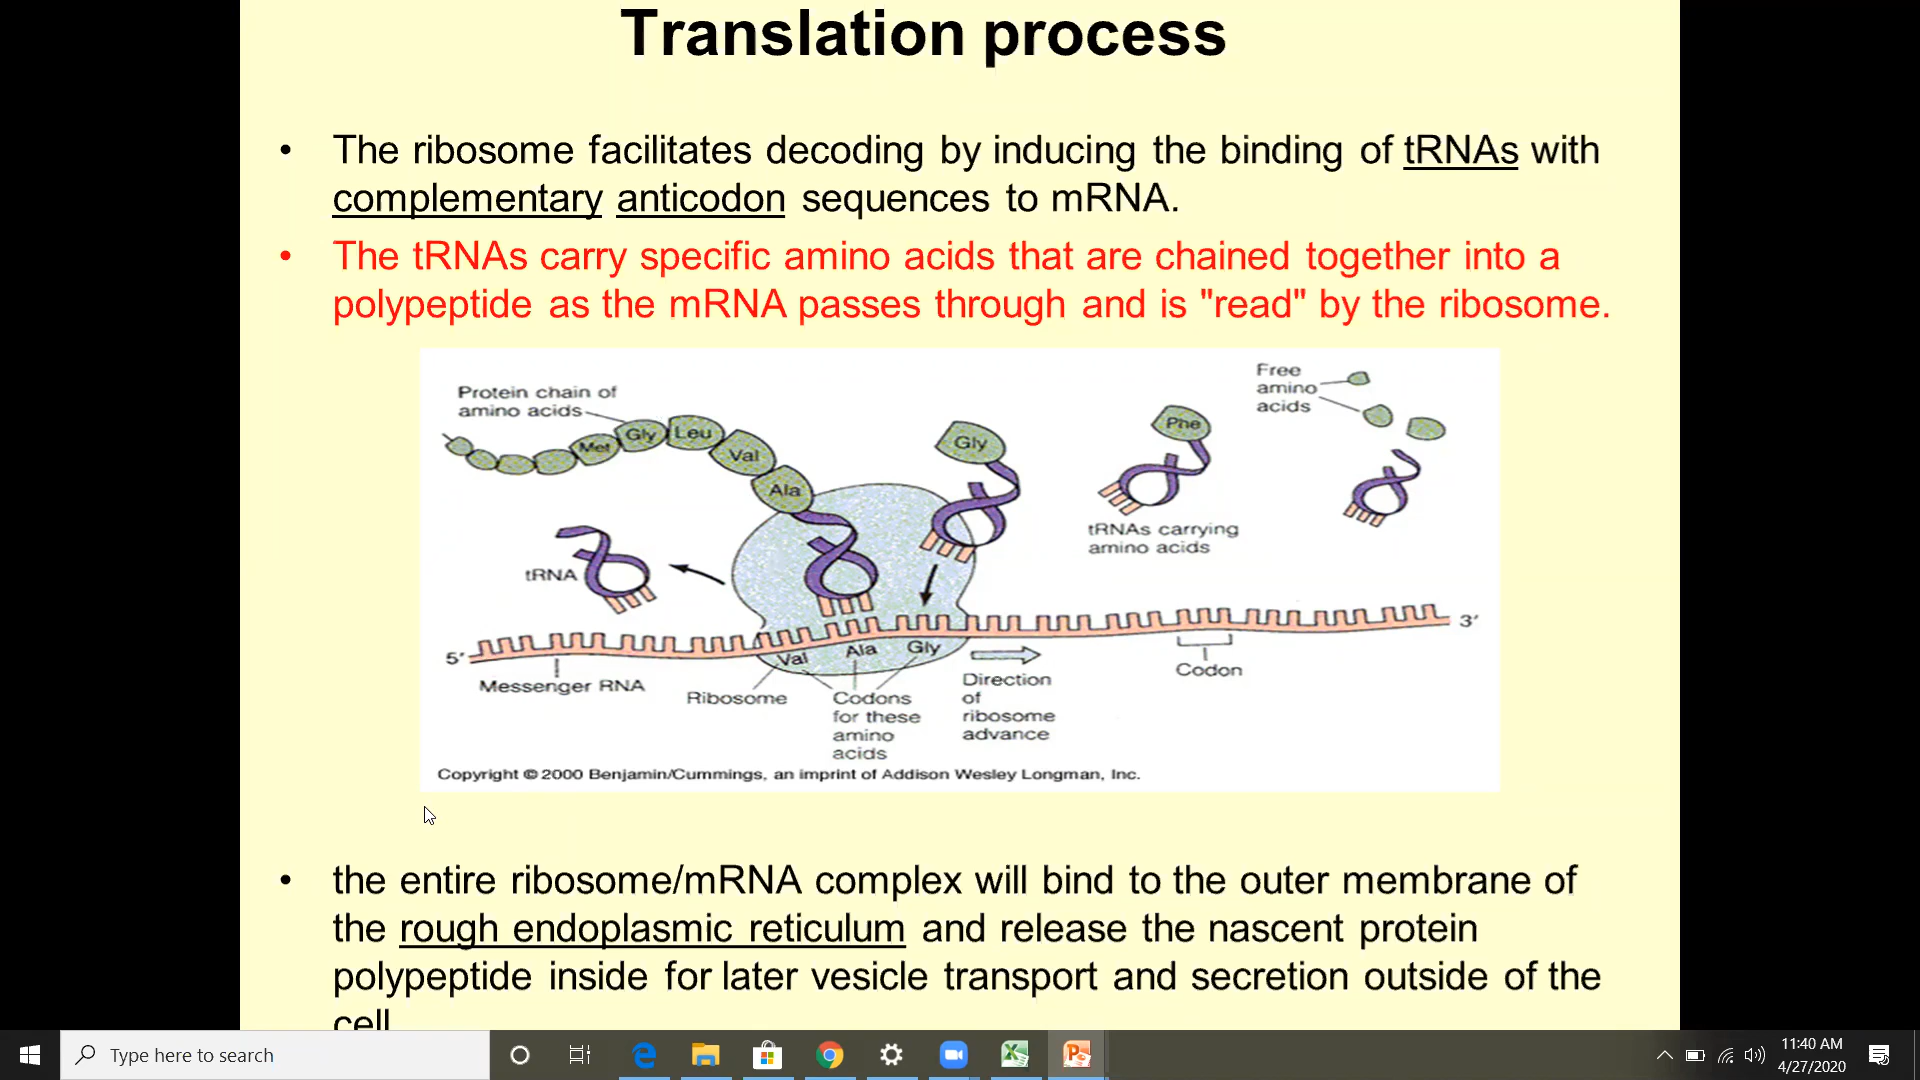 Translation process
• The ribosome facilitates decoding by inducing the binding of tRNAs with
complementary anticodon sequences to mRNA.
• The tRNAs carry specific amino acids that are chained together into a
polypeptide as the mRNA passes through and is "read" by the ribosome.
Protein chain of
amino acids
Met
Gly
Leu
Val
Ala
Gly
Phe
Free
amino
acids
tRNAs carrying
amino acids
tRNA
5′
3′
Val
Ala
Gly
Messenger RNA
Ribosome
Codons
for these
amino
acids
Direction
of
ribosome
advance
Codon
Copyright © 2000 Benjamin/Cummings, an imprint of Addison Wesley Longman, Inc.
• the entire ribosome/mRNA complex will bind to the outer membrane of
the rough endoplasmic reticulum and release the nascent protein
polypeptide inside for later vesicle transport and secretion outside of the
cell
Type here to search
11:40 AM
4/27/2020